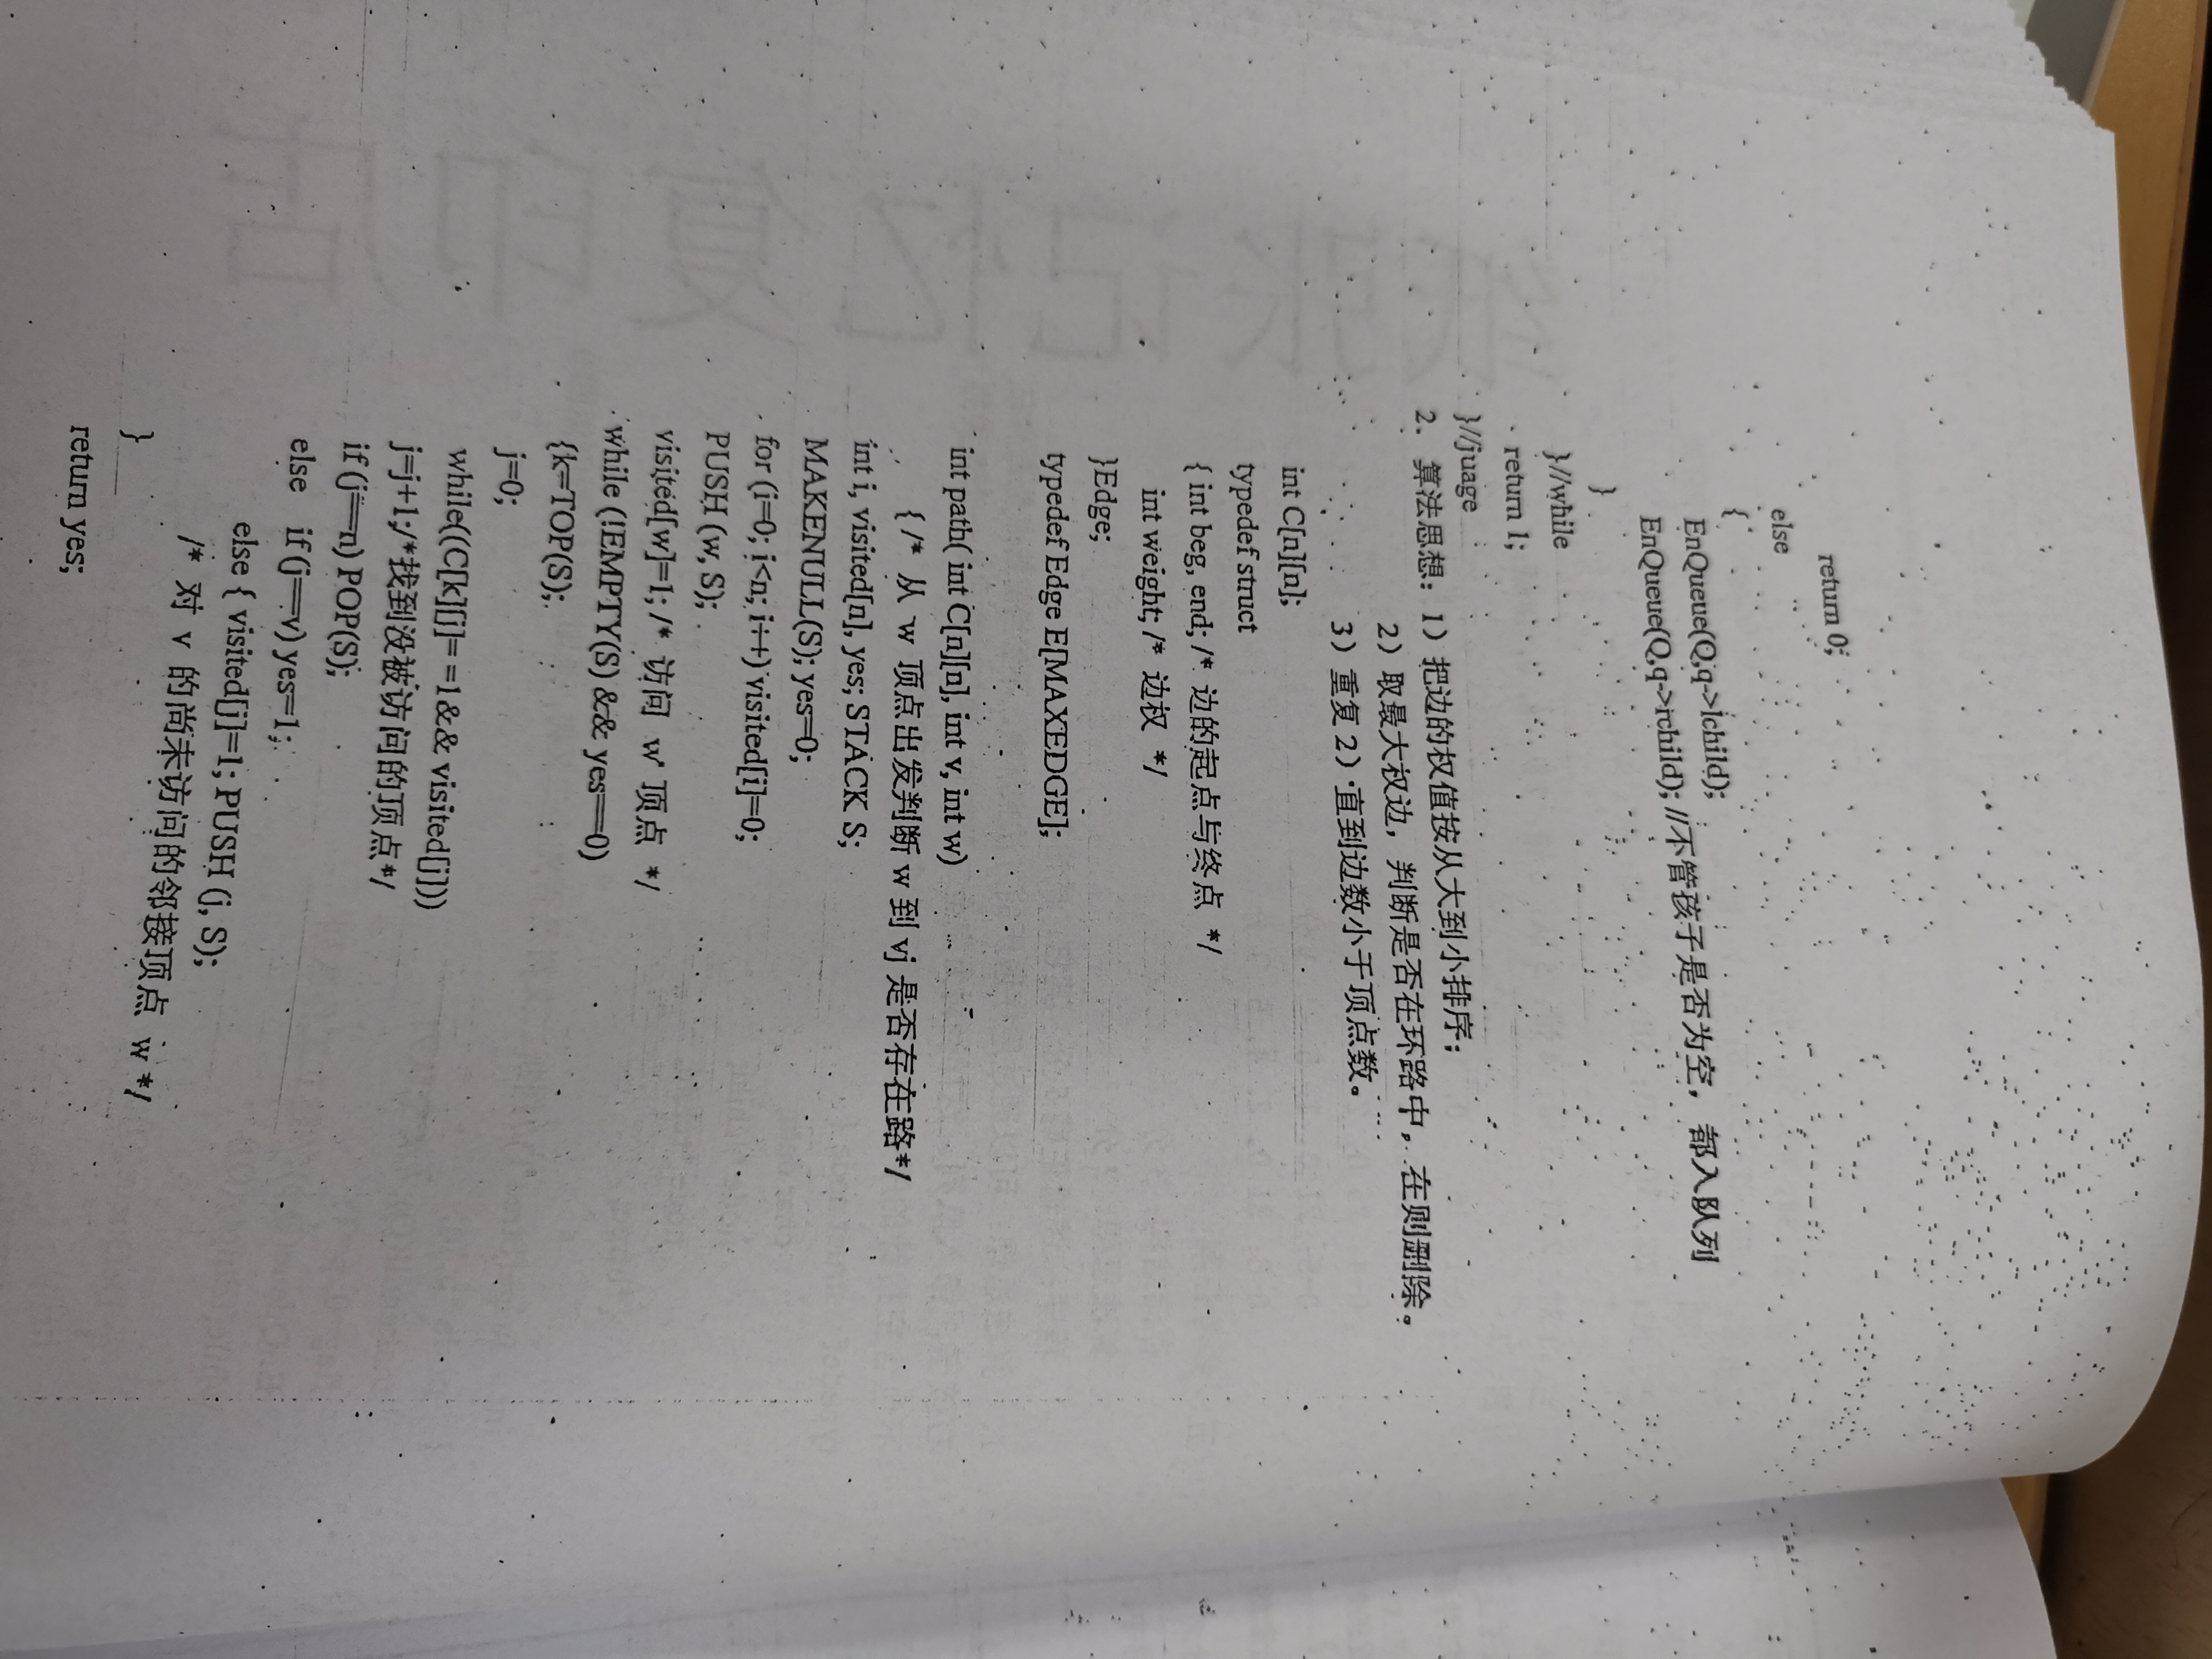 return 0;
else
{
EnQueue(Q,q->lchild);
EnQueue(Q,q->rchild); //不管孩子是否为空，都入队列
}
}//while
return 1;
}//juage
2. 算法思想：1）把边的权值按从大到小排序；
2）取最大权边，判断是否在环路中，在则删除。
3）重复 2）直到边数小于顶点数。
int C[n][n];
typedef struct
{ int beg, end; /* 边的起点与终点 */
int weight; /* 边权 */
}Edge;
typedef Edge E[MAXEDGE];
int path( int C[n][n], int v, int w)
{/* 从 w 顶点出发判断 w 到 vj 是否存在路*/
int i, visited[n], yes; STACK S;
MAKENULL(S); yes=0;
for (i=0; i<n; i++) visited[i]=0;
PUSH (w, S);
visited[w]=1; /* 访问 w 顶点 */
while (!EMPTY(S) && yes==0)
{k=TOP(S);
j=0;
while((C[k][j]==1&& visited[j]))
j=j+1;/*找到没被访问的顶点*/
if (j==n) POP(S);
else if (j==v) yes=1;
else { visited[j]=1; PUSH (j, S);
/* 对 v 的尚未访问的邻接顶点 w */
}
return yes;